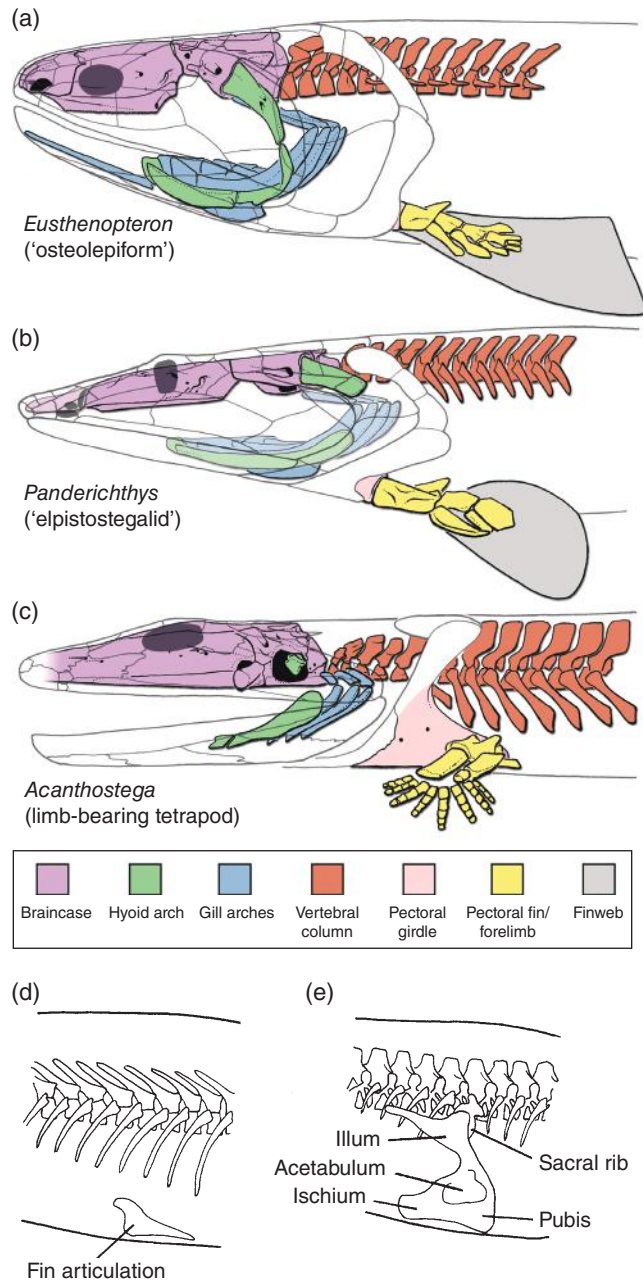 (a)
Eusthenopteron
(‘osteolepiform’)
(b)
Panderichthys
(‘elpistostegalid’)
(c)
Acanthostega
(limb-bearing tetrapod)
Braincase
Hyoid arch
Gill arches
Vertebral
column
Pectoral
girdle
Pectoral fin/
forelimb
Finweb
(d)
Fin articulation
(e)
Illum
Acetabulum
Ischium
Sacral rib
Pubis